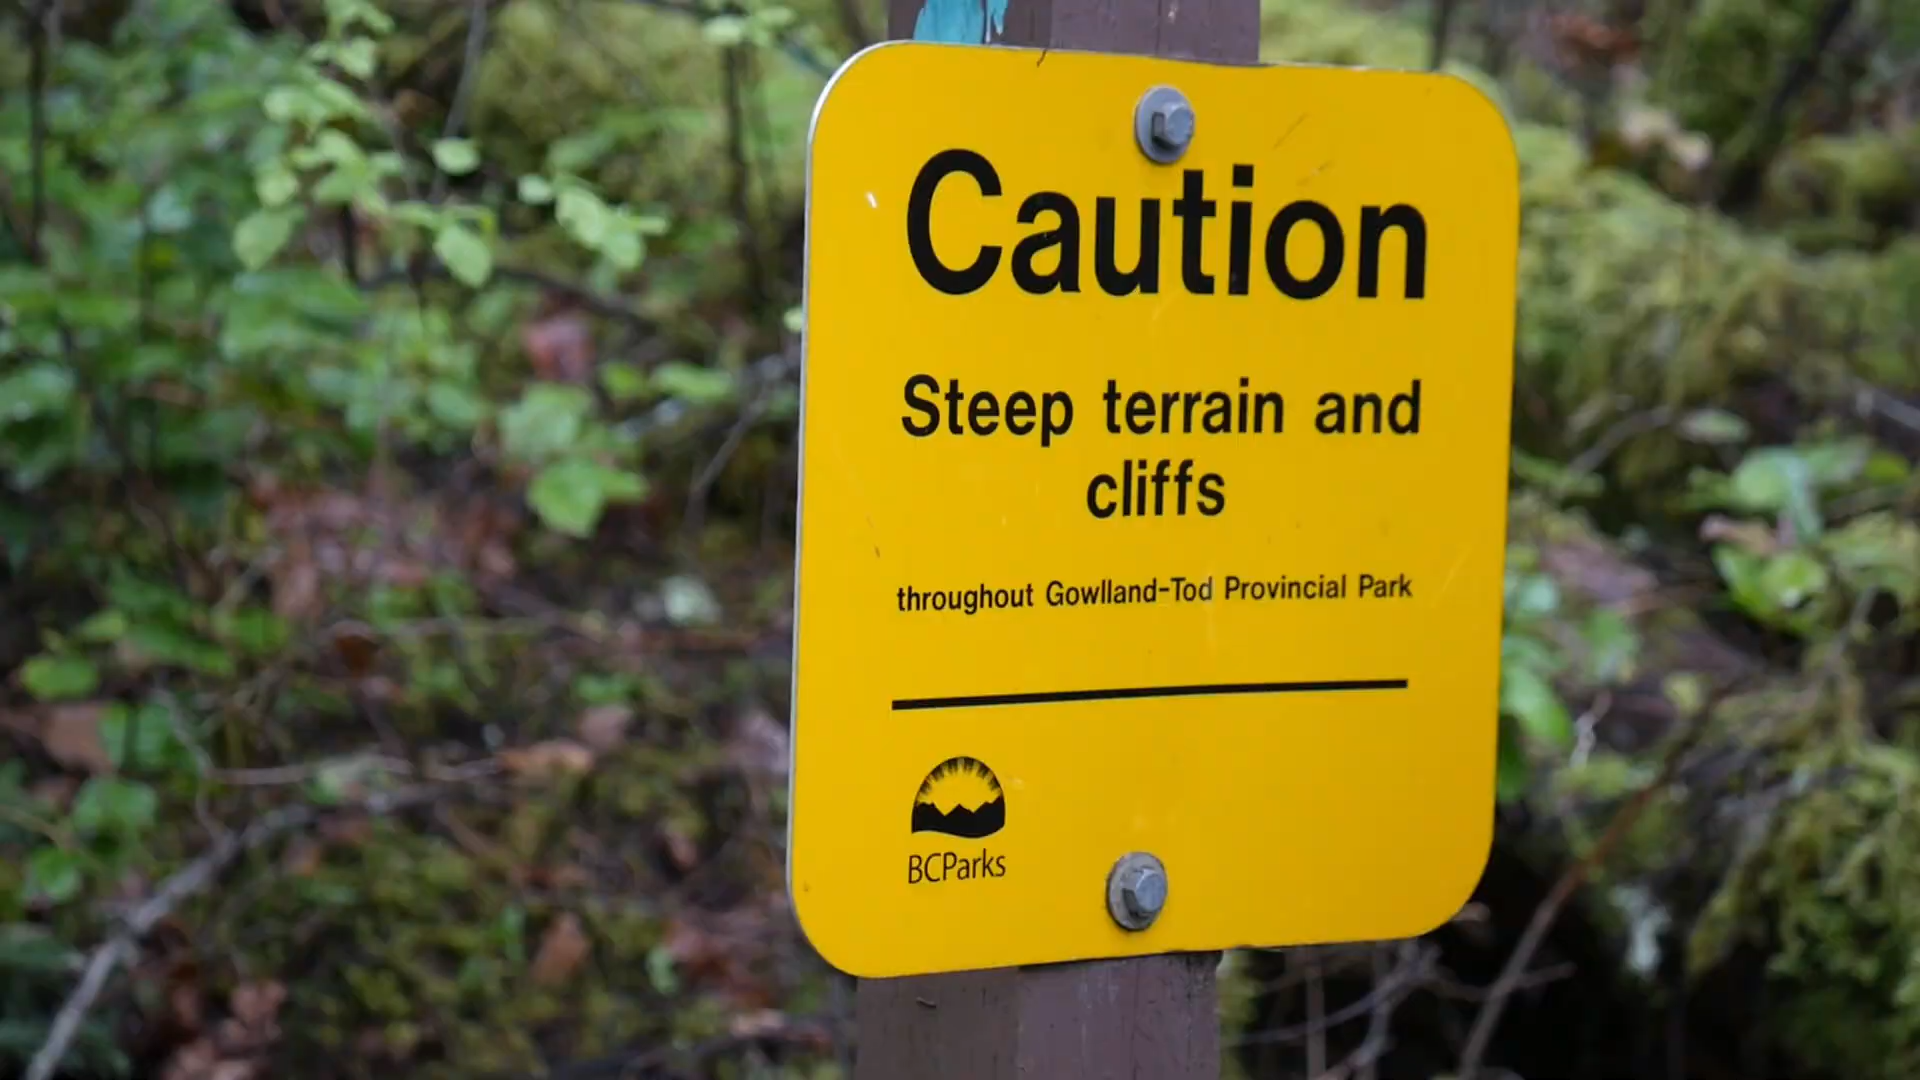 Caution
Steep terrain and
cliffs
throughout Gowlland-Tod Provincial Park
BCParks